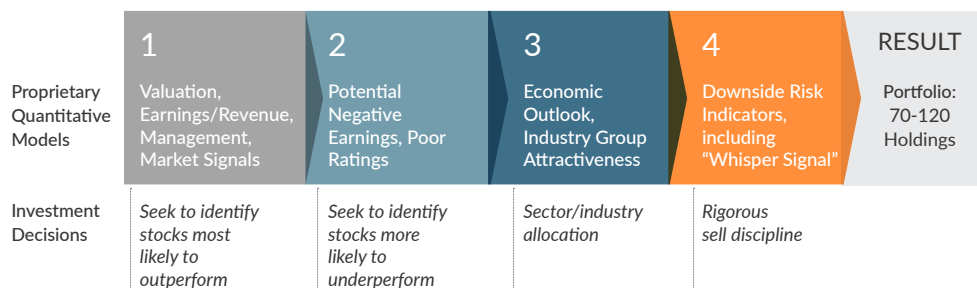 1
2
3
4
RESULT
Proprietary
Quantitative
Models
Valuation,
Earnings/Revenue,
Management,
Market Signals
Potential
Negative
Earnings, Poor
Ratings
Economic
Outlook,
Industry Group
Attractiveness
Downside Risk
Indicators,
including
“Whisper Signal”
Portfolio:
70-120
Holdings
Investment
Decisions
Seek to identify
stocks most
likely to
outperform
Seek to identify
stocks more
likely to
underperform
Sector/industry
allocation
Rigorous
sell discipline